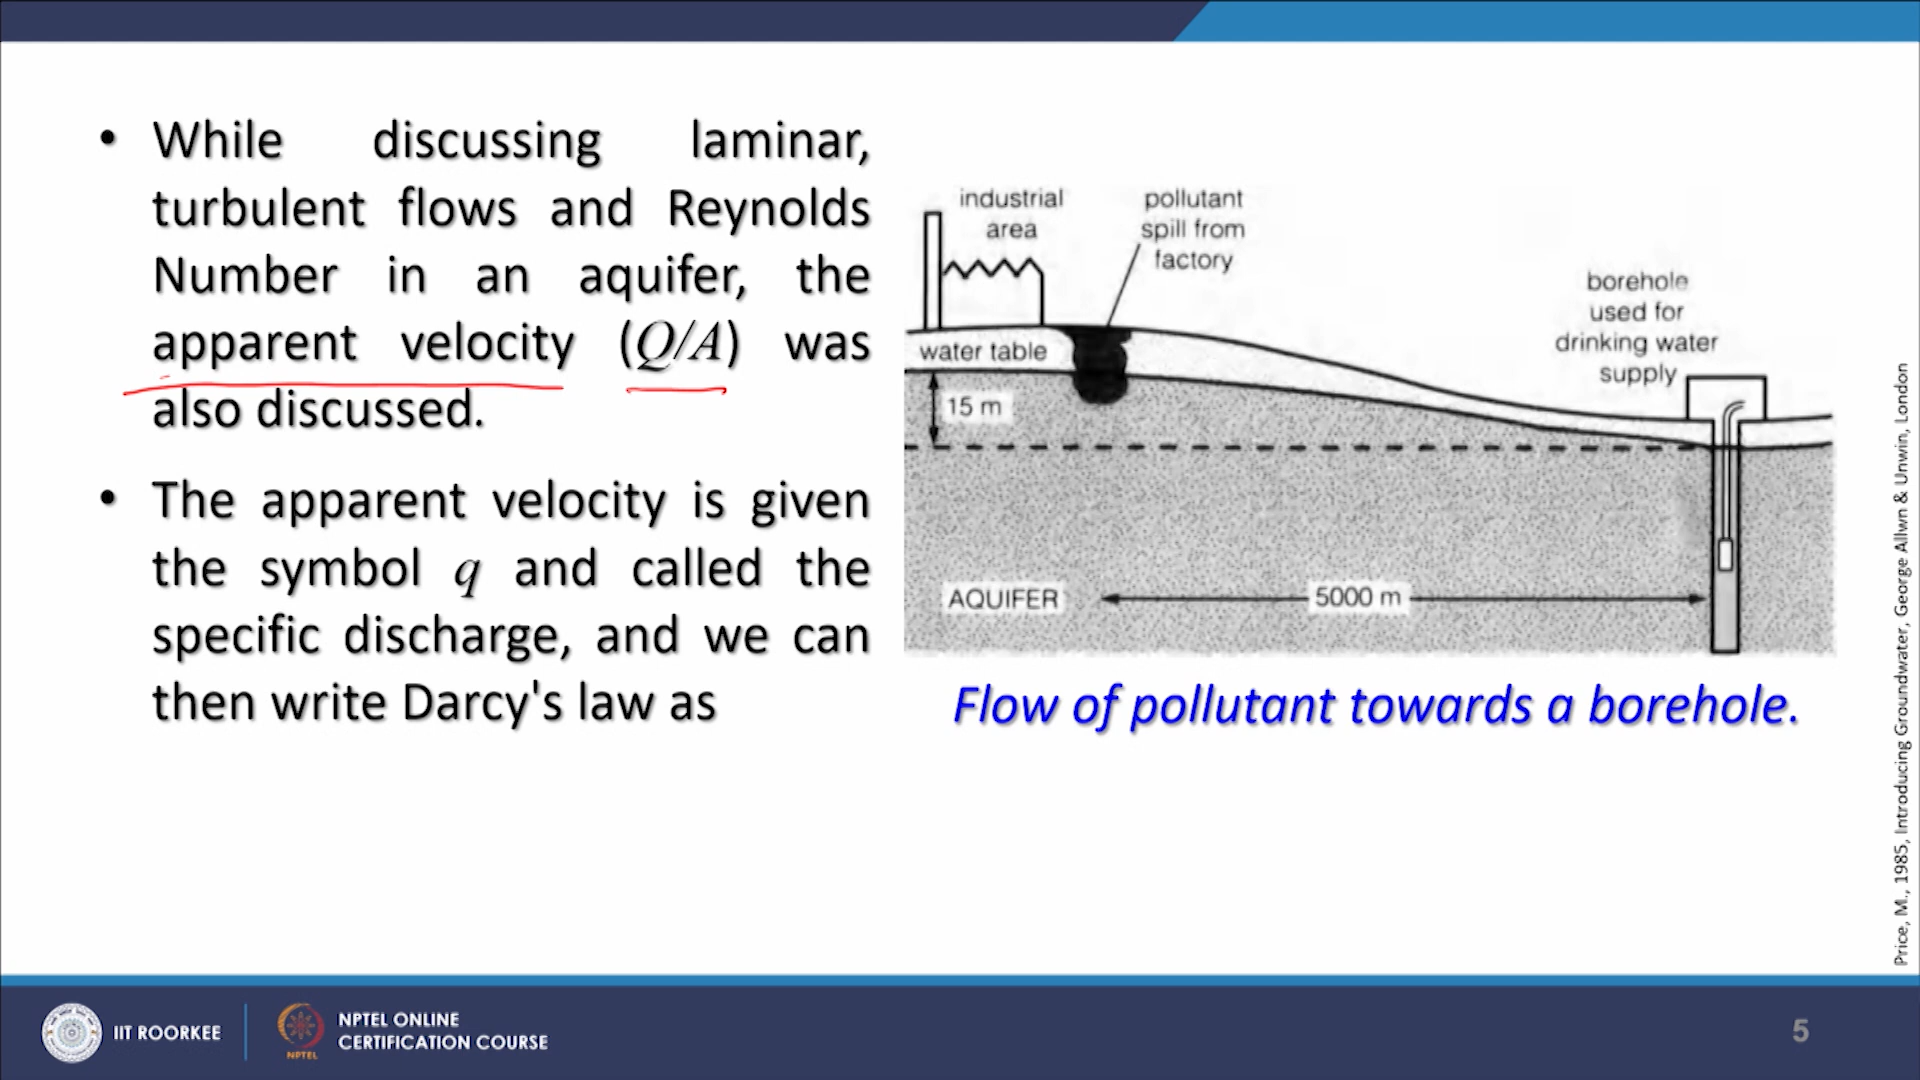 • While discussing laminar,
turbulent flows and Reynolds
Number in an aquifer, the
apparent velocity (Q/A) was
also discussed.
• The apparent velocity is given
the symbol q and called the
specific discharge, and we can
then write Darcy's law as
industrial
area
pollutant
spill from
factory
borehole
used for
drinking water
supply
water table
15 m
AQUIFER
5000 m
Flow of pollutant towards a borehole.
Price, M., 1985, Introducing Groundwater, George Allwn & Unwin, London
IIT ROORKEE
NPTEL
NPTEL ONLINE
CERTIFICATION COURSE
5